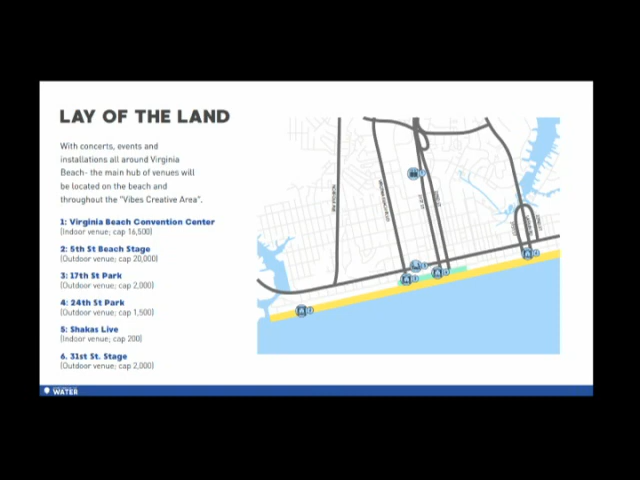 LAY OF THE LAND
With concerts, events and
installations all around Virginia
Beach- the main hub of venues will
be located on the beach and
throughout the "Vibes Creative Area".
1: Virginia Beach Convention Center
(Indoor venue; cap 16,500)
2: 5th St Beach Stage
(Outdoor venue; cap 20,000)
3: 17th St Park
(Outdoor venue; cap 2,000)
4: 24th St Park
(Outdoor venue; cap 1,500)
5: Shakas Live
(Indoor venue; cap 200)
6. 31st St. Stage
(Outdoor venue; cap 2,000)
WATER